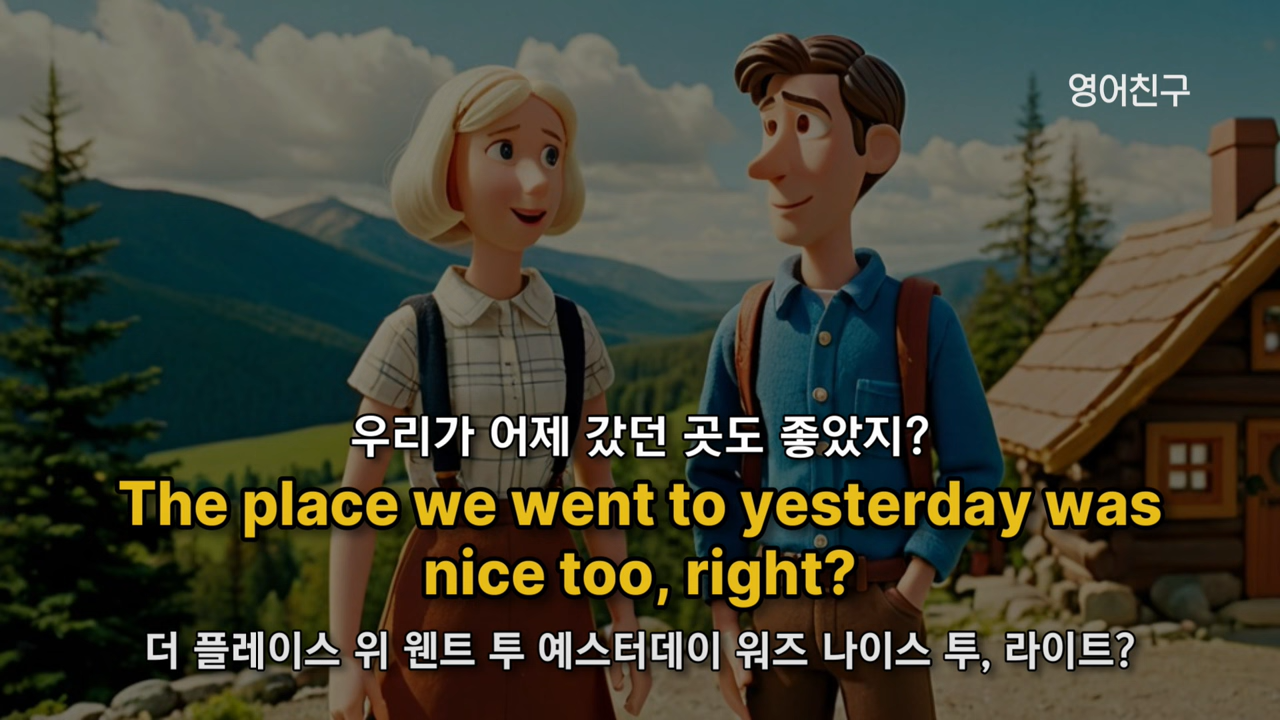 영어친구
우리가 어제 갔던 곳도 좋았지?
The place we went to yesterday was
nice too, right?
더 플레이스 위 웬트 투 예스터데이 워즈 나이스 투, 라이트?